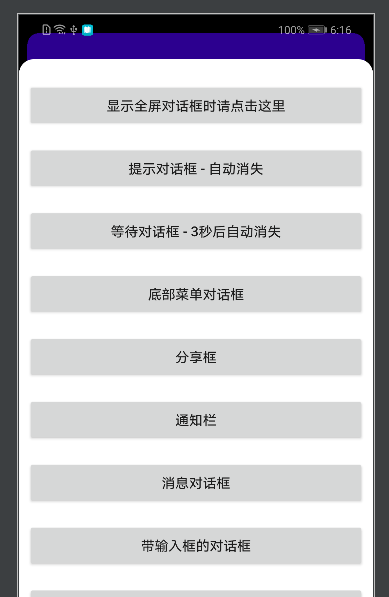 100% 6:16
显示全屏对话框时请点击这里
提示对话框 - 自动消失
等待对话框 - 3秒后自动消失
底部菜单对话框
分享框
通知栏
消息对话框
带输入框的对话框